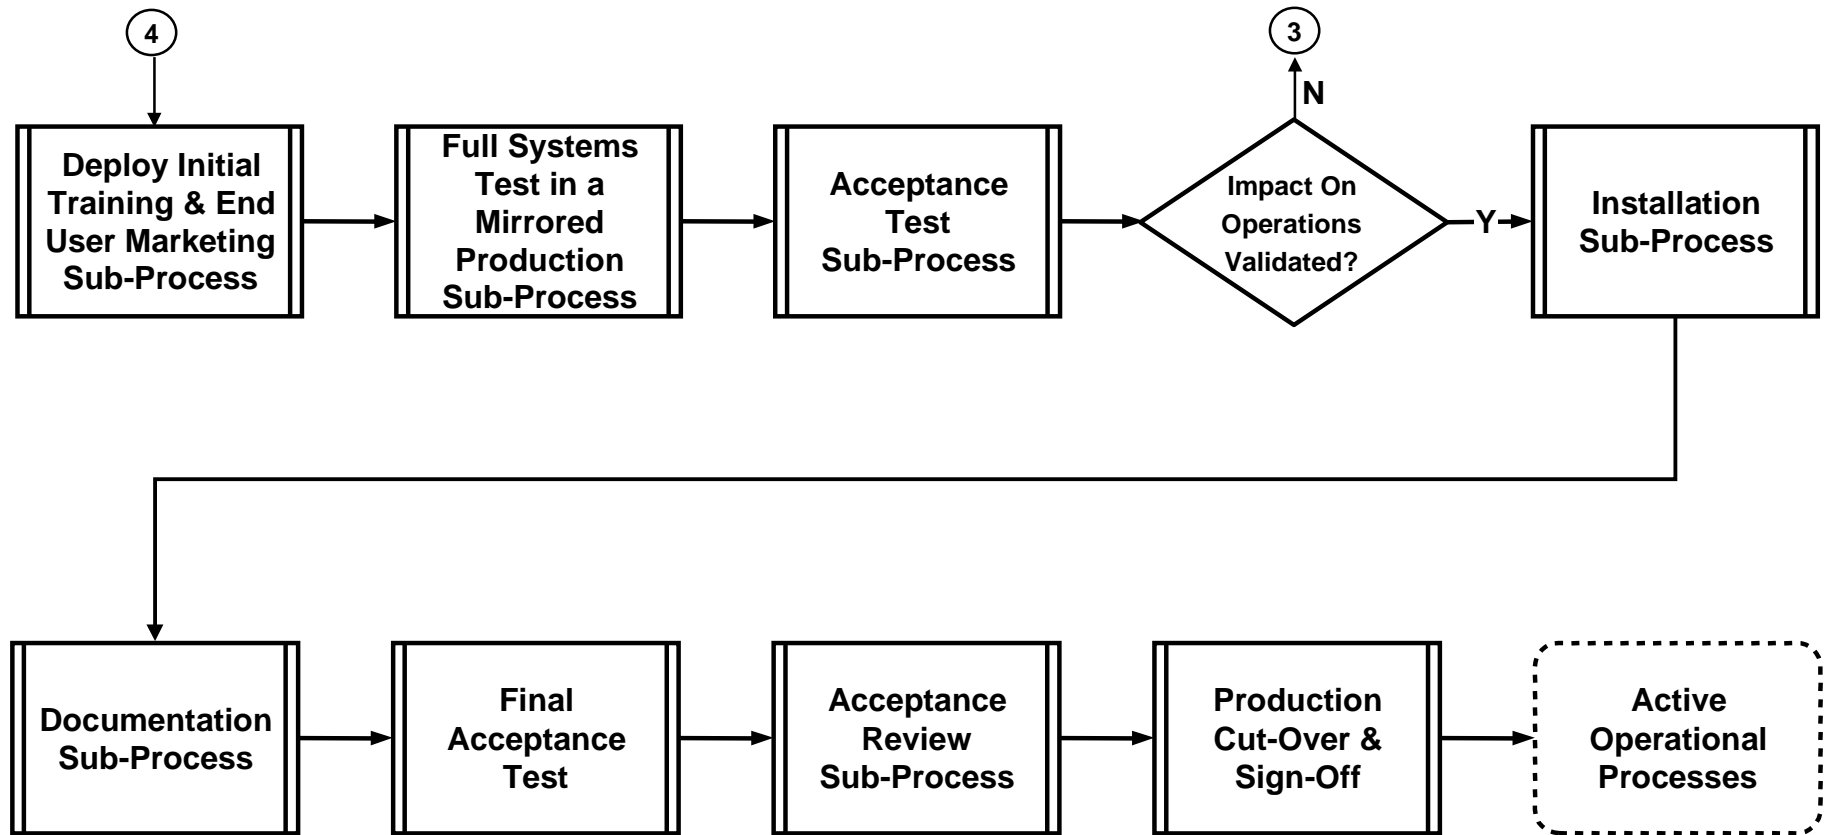 4
3
N
Deploy Initial
Training & End
User Marketing
Sub-Process
Full Systems
Test in a
Mirrored
Production
Sub-Process
Acceptance
Test
Sub-Process
Impact On
Operations
Validated?
Y
Installation
Sub-Process
Documentation
Sub-Process
Final
Acceptance
Test
Acceptance
Review
Sub-Process
Production
Cut-Over &
Sign-Off
Active
Operational
Processes